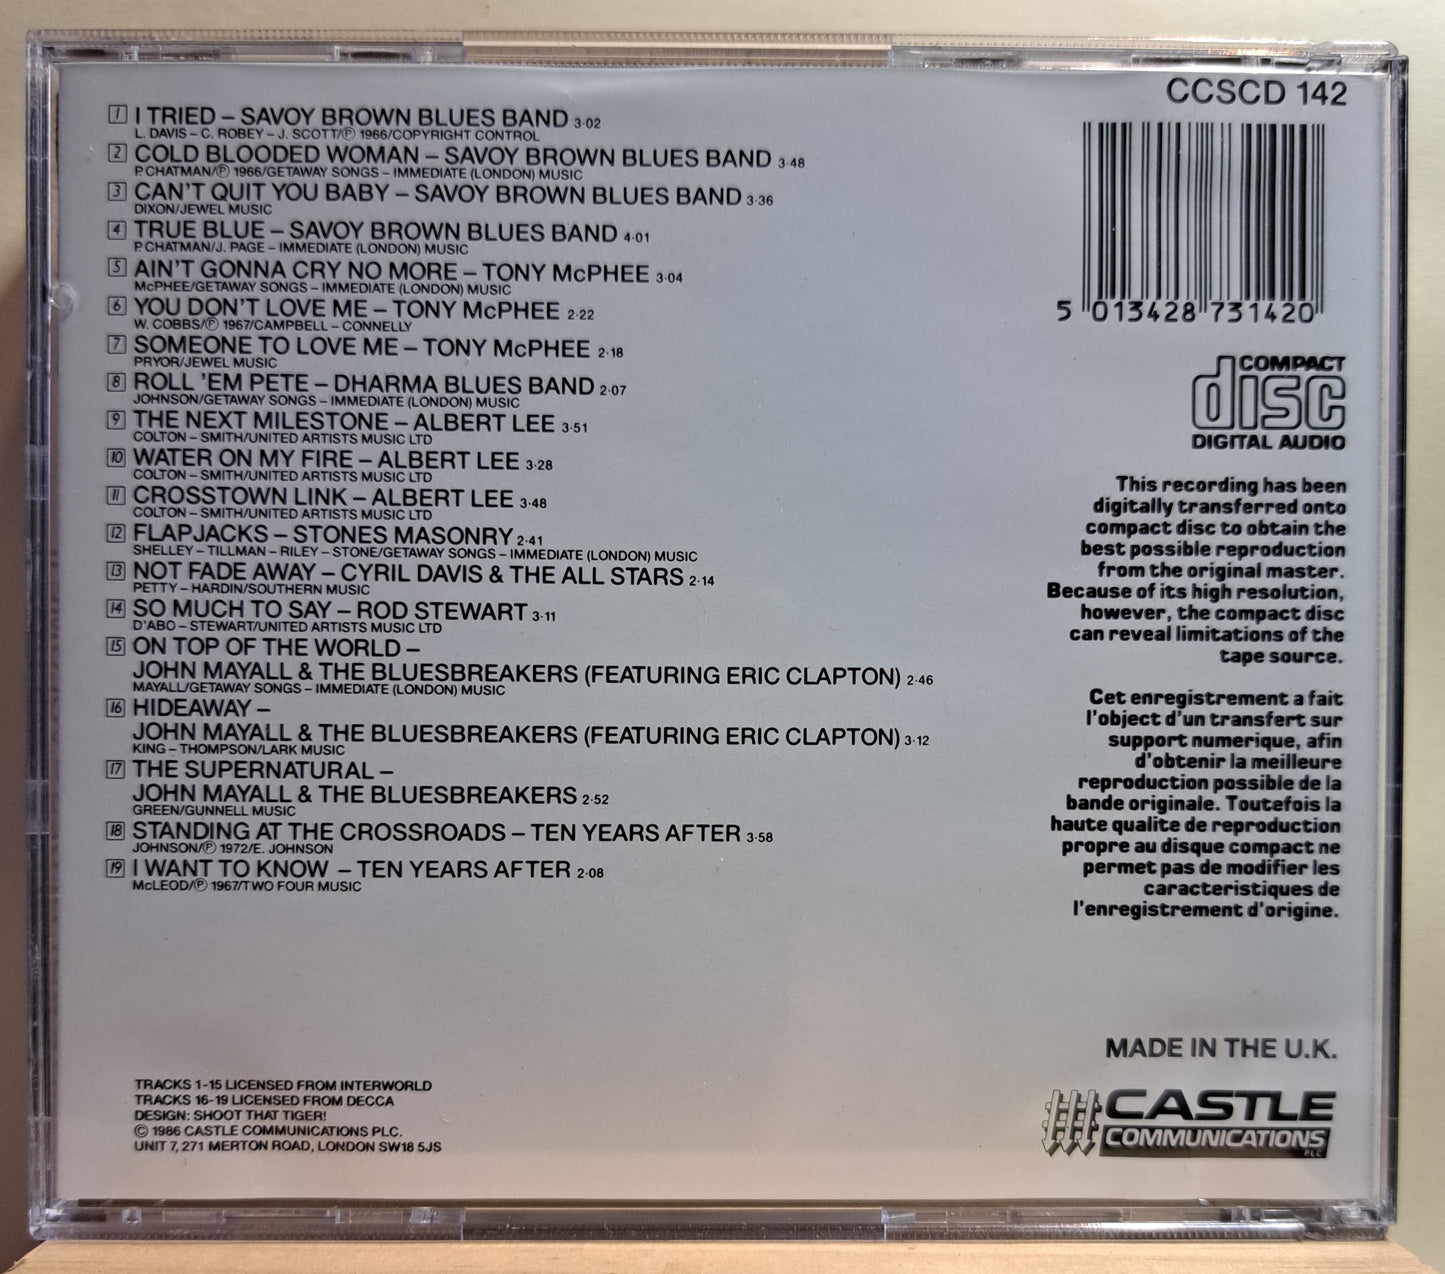 CCSCD 142
1 I TRIED – SAVOY BROWN BLUES BAND 3·02
L. DAVIS – C. ROBEY – J. SCOTT/Ⓟ 1966/COPYRIGHT CONTROL
2 COLD BLOODED WOMAN – SAVOY BROWN BLUES BAND 3·48
P. CHATMAN/Ⓟ 1966/GETAWAY SONGS – IMMEDIATE (LONDON) MUSIC
3 CAN'T QUIT YOU BABY – SAVOY BROWN BLUES BAND 3·36
DIXON/JEWEL MUSIC
4 TRUE BLUE – SAVOY BROWN BLUES BAND 4·01
P. CHATMAN/J. PAGE – IMMEDIATE (LONDON) MUSIC
5 AIN'T GONNA CRY NO MORE – TONY McPHEE 3·04
McPHEE/GETAWAY SONGS – IMMEDIATE (LONDON) MUSIC
6 YOU DON'T LOVE ME – TONY McPHEE 2·22
W. COBBS/Ⓟ 1967/CAMPBELL – CONNELLY
7 SOMEONE TO LOVE ME – TONY McPHEE 2·18
PRYOR/JEWEL MUSIC
8 ROLL 'EM PETE – DHARMA BLUES BAND 2·07
JOHNSON/GETAWAY SONGS – IMMEDIATE (LONDON) MUSIC
9 THE NEXT MILESTONE – ALBERT LEE 3·51
COLTON – SMITH/UNITED ARTISTS MUSIC LTD
10 WATER ON MY FIRE – ALBERT LEE 3·28
COLTON – SMITH/UNITED ARTISTS MUSIC LTD
11 CROSSTOWN LINK – ALBERT LEE 3·48
COLTON – SMITH/UNITED ARTISTS MUSIC LTD
12 FLAPJACKS – STONES MASONRY 2·41
SHELLEY – TILLMAN – RILEY – STONE/GETAWAY SONGS – IMMEDIATE (LONDON) MUSIC
13 NOT FADE AWAY – CYRIL DAVIS & THE ALL STARS 2·14
PETTY – HARDIN/SOUTHERN MUSIC
14 SO MUCH TO SAY – ROD STEWART 3·11
D'ABO – STEWART/UNITED ARTISTS MUSIC LTD
15 ON TOP OF THE WORLD –
JOHN MAYALL & THE BLUESBREAKERS (FEATURING ERIC CLAPTON) 2·46
MAYALL/GETAWAY SONGS – IMMEDIATE (LONDON) MUSIC
16 HIDEAWAY –
JOHN MAYALL & THE BLUESBREAKERS (FEATURING ERIC CLAPTON) 3·12
KING – THOMPSON/LARK MUSIC
17 THE SUPERNATURAL –
JOHN MAYALL & THE BLUESBREAKERS 2·52
GREEN/GUNNELL MUSIC
18 STANDING AT THE CROSSROADS – TEN YEARS AFTER 3·58
JOHNSON/Ⓟ 1972/E. JOHNSON
19 I WANT TO KNOW – TEN YEARS AFTER 2·08
McLEOD/Ⓟ 1967/TWO FOUR MUSIC
TRACKS 1-15 LICENSED FROM INTERWORLD
TRACKS 16-19 LICENSED FROM DECCA
DESIGN: SHOOT THAT TIGER!
© 1986 CASTLE COMMUNICATIONS PLC.
UNIT 7, 271 MERTON ROAD, LONDON SW18 5JS
5 013428 731420
COMPACT
disc
DIGITAL AUDIO
This recording has been
digitally transferred onto
compact disc to obtain the
best possible reproduction
from the original master.
Because of its high resolution,
however, the compact disc
can reveal limitations of the
tape source.
Cet enregistrement a fait
l'object d'un transfert sur
support numerique, afin
d'obtenir la meilleure
reproduction possible de la
bande originale. Toutefois la
haute qualite de reproduction
propre au disque compact ne
permet pas de modifier les
caracteristiques de
l'enregistrement d'origine.
MADE IN THE U.K.
CASTLE
COMMUNICATIONS
PLC